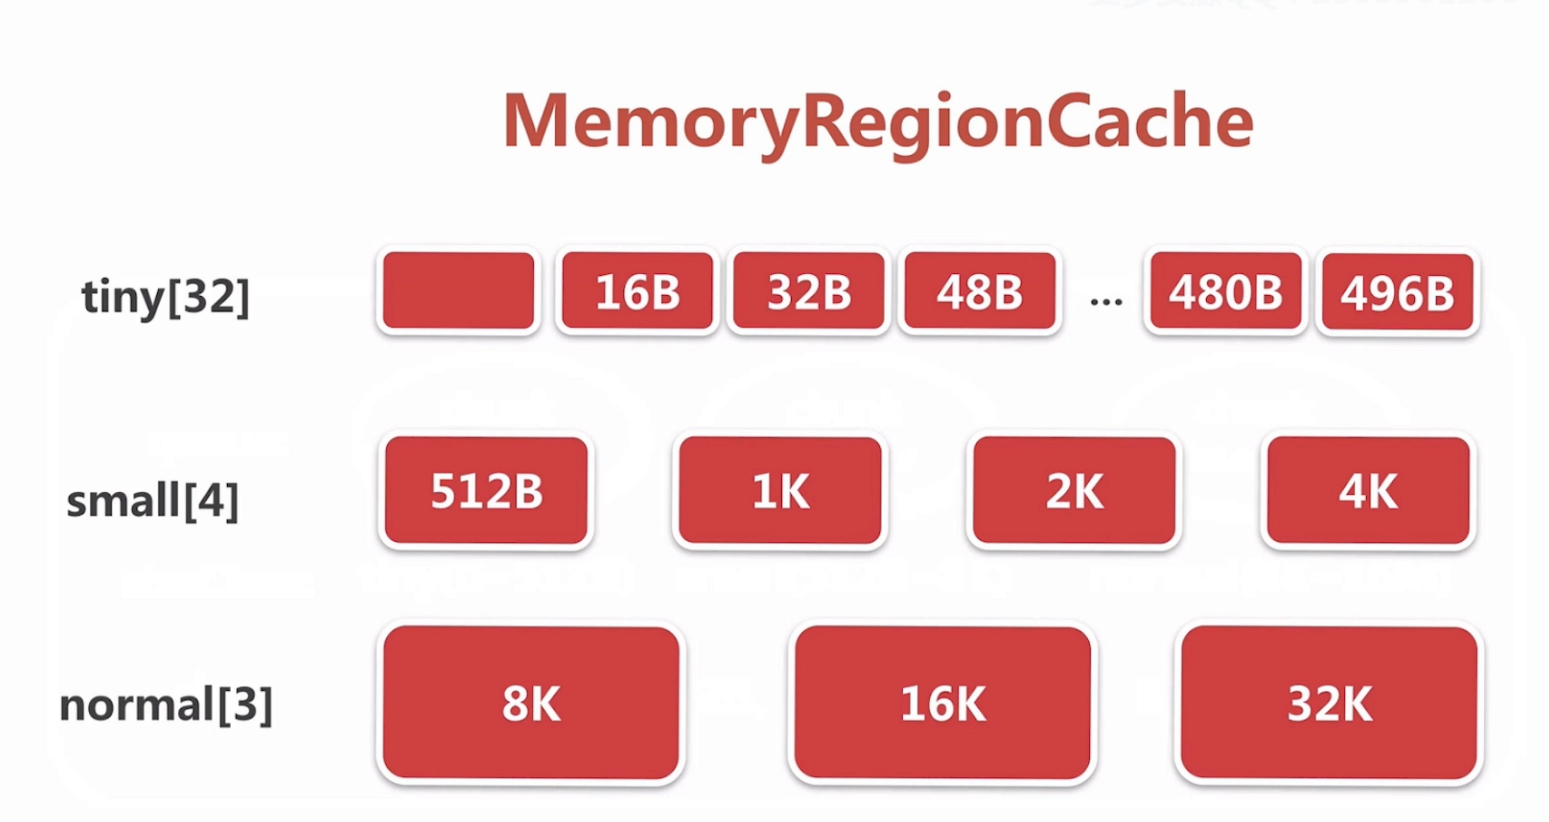 MemoryRegionCache
tiny[32] 16B 32B 48B ... 480B 496B
small[4] 512B 1K 2K 4K
normal[3] 8K 16K 32K